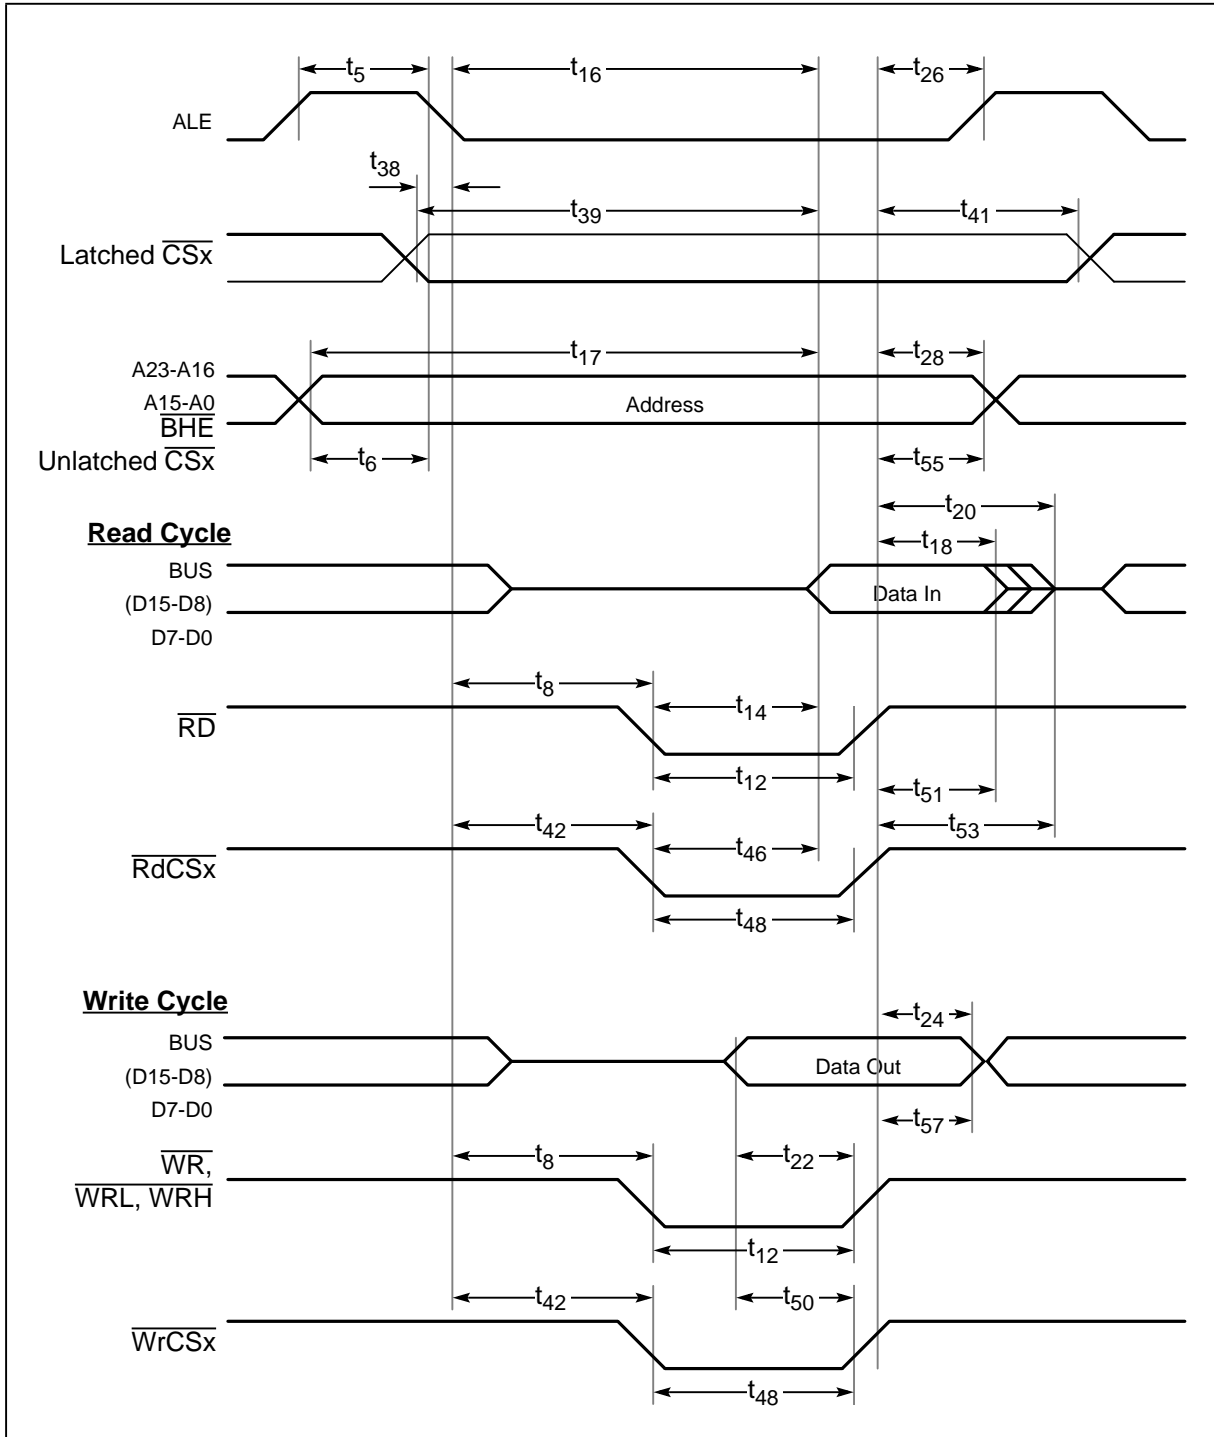 t5 t16 t26
ALE
t38
t39 t41
Latched CSx
t17 t28
A23-A16
A15-A0
Address
BHE
Unlatched CSx
t6 t55
t20
Read Cycle
t18
BUS
(D15-D8)
Data In
D7-D0
t8
t14
RD
t12 t51
t42 t53
t46
RdCSx
t48
Write Cycle
t24
BUS
(D15-D8)
Data Out
D7-D0
t57
t8 t22
WR,
WRL, WRH
t12
t42 t50
WrCSx
t48